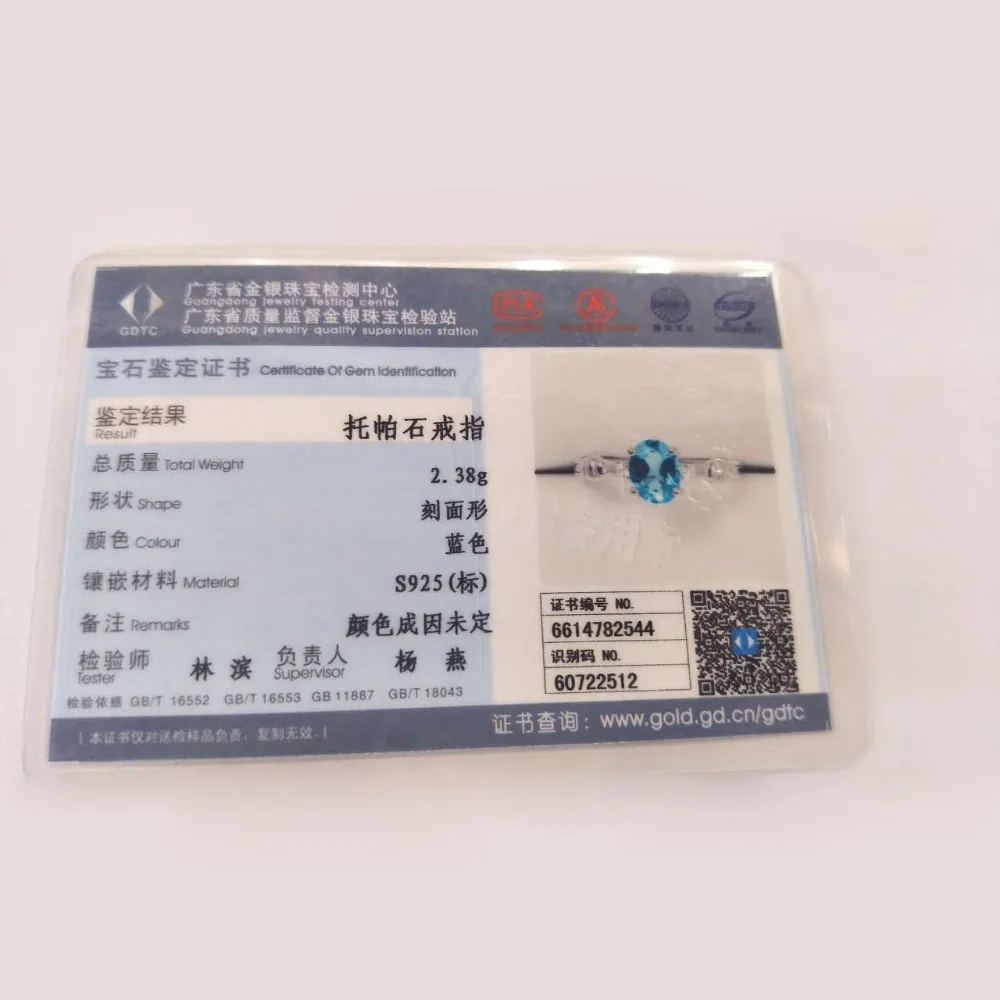 广东省金银珠宝检测中心
Guangdong jewelry testing center
广东省质量监督金银珠宝检验站
Guangdong jewelry quality supervision station
GDTC
宝石鉴定证书 Certificate Of Gem Identification
鉴定结果 托帕石戒指
Result
总质量 Total Weight 2.38g
形状 Shape 刻面形
颜色 Colour 蓝色
镶嵌材料 Material S925(标)
备注 Remarks 颜色成因未定
检验师 林 滨 负责人 杨 燕
Tester Supervisor
检验依据 GB/T 16552 GB/T 16553 GB 11887 GB/T 18043
证书编号 NO.
6614782544
识别码 NO.
60722512
|本证书仅对送检样品负责，复制无效.|
证书查询：www.gold.gd.cn/gdtc